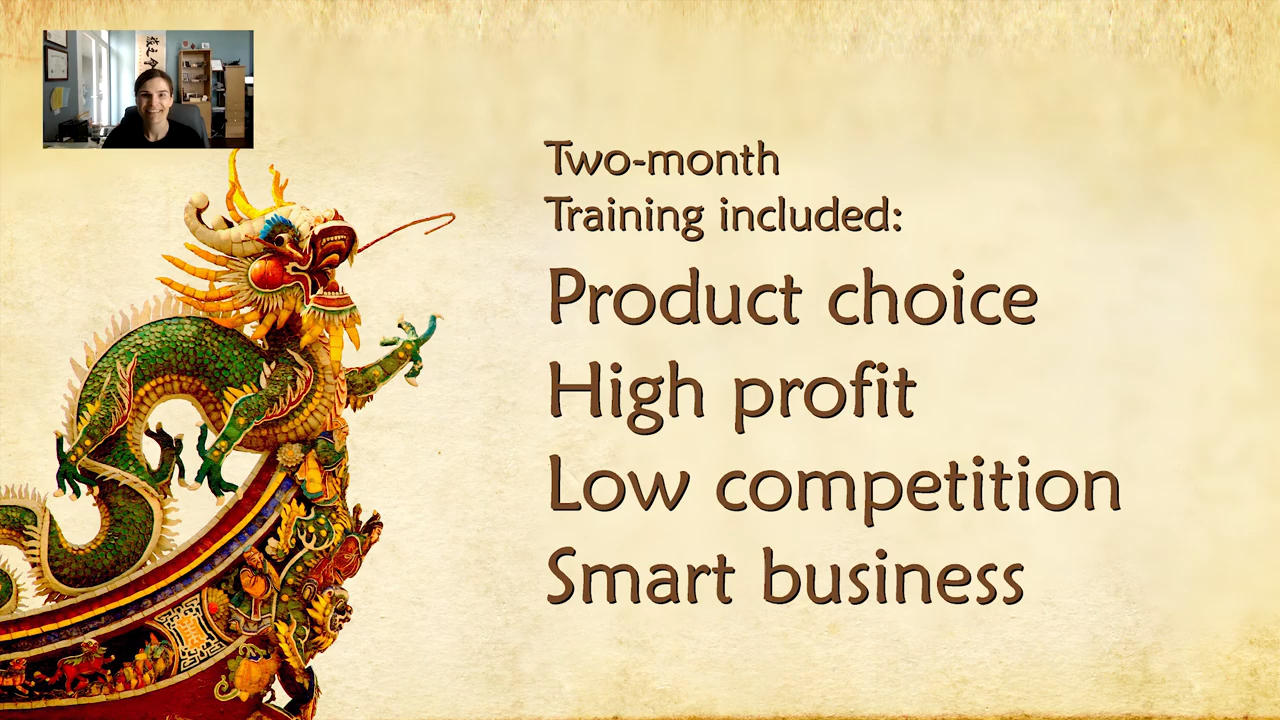 Two-month
Training included:
Product choice
High profit
Low competition
Smart business